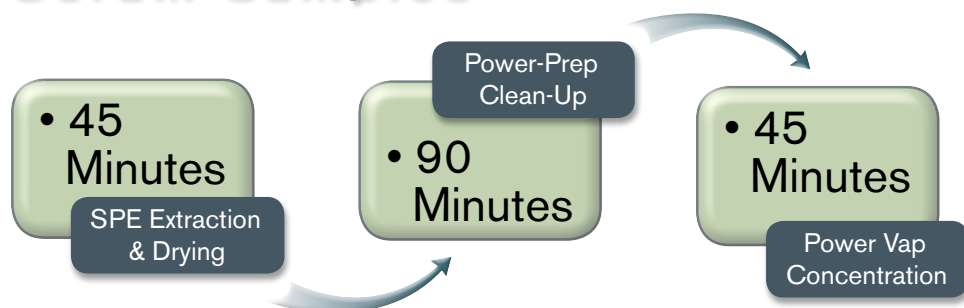 • 45
Minutes
SPE Extraction
& Drying
Power-Prep
Clean-Up
• 90
Minutes
• 45
Minutes
Power Vap
Concentration